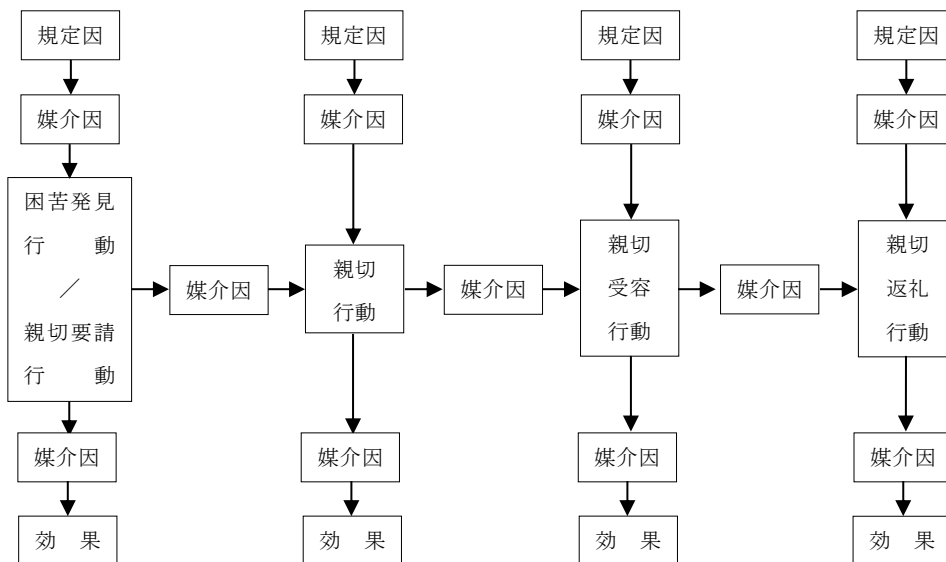 規定因 規定因 規定因 規定因
媒介因 媒介因 媒介因 媒介因
困苦発見
行動
／
親切要請
行動
媒介因
親切
行動
媒介因
親切
受容
行動
媒介因
親切
返礼
行動
媒介因 媒介因 媒介因 媒介因
効果 効果 効果 効果